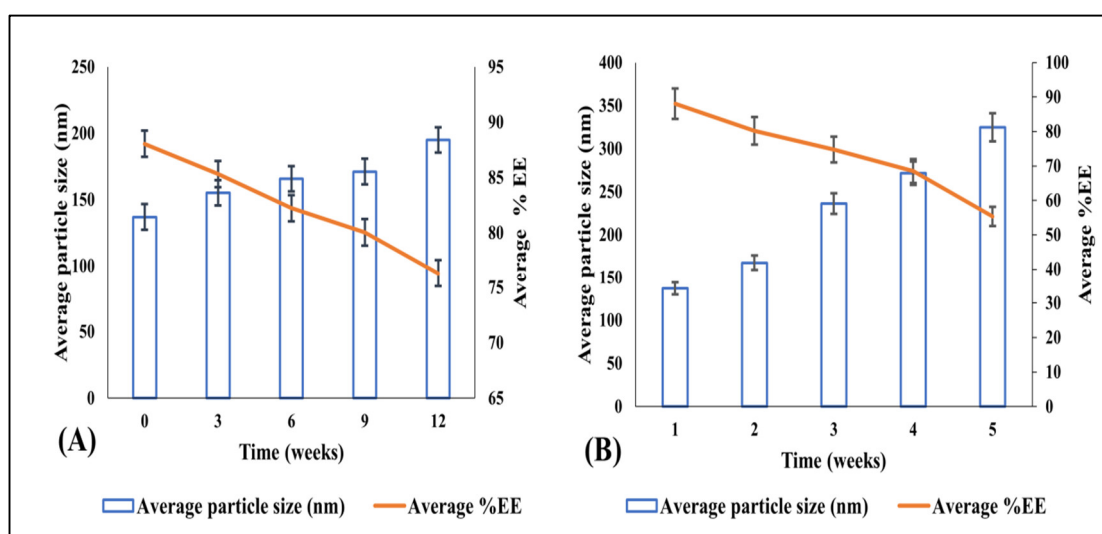 250
200
150
100
50
0
Average particle size (nm)
95
90
85
80
75
70
65
Average % EE
0 3 6 9 12
Time (weeks)
(A)
Average particle size (nm) Average %EE
400
350
300
250
200
150
100
50
0
Average particle size (nm)
100
90
80
70
60
50
40
30
20
10
0
Average %EE
1 2 3 4 5
Time (weeks)
(B)
Average particle size (nm) Average %EE